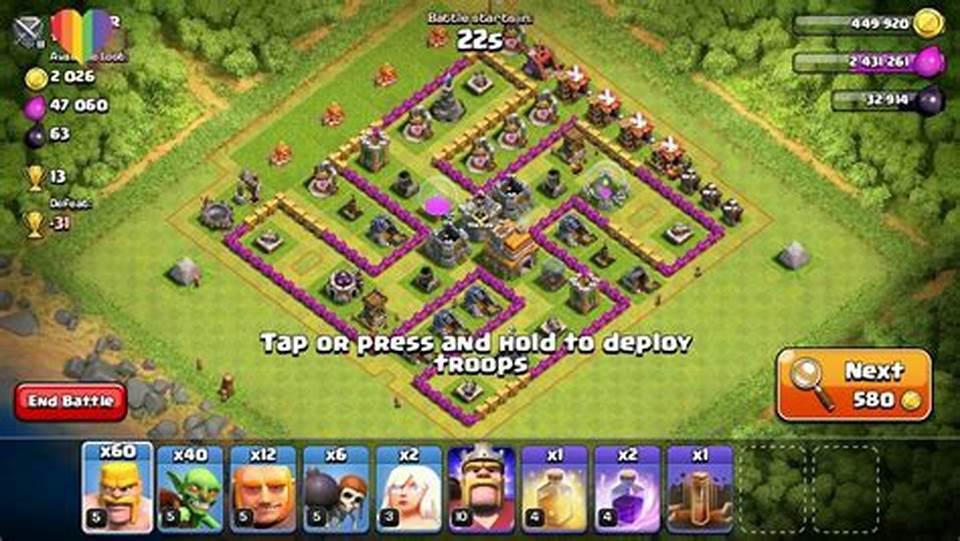 Battle starts in:
22s
2 026
47 060
63
13
Defeat:
-31
449 920
2 431 261
32 914
Tap or press and hold to deploy
troops
End Battle
Next
580
x60
x40
x12
x6
x2
x1
x2
x1
5
5
5
5
3
10
4
4